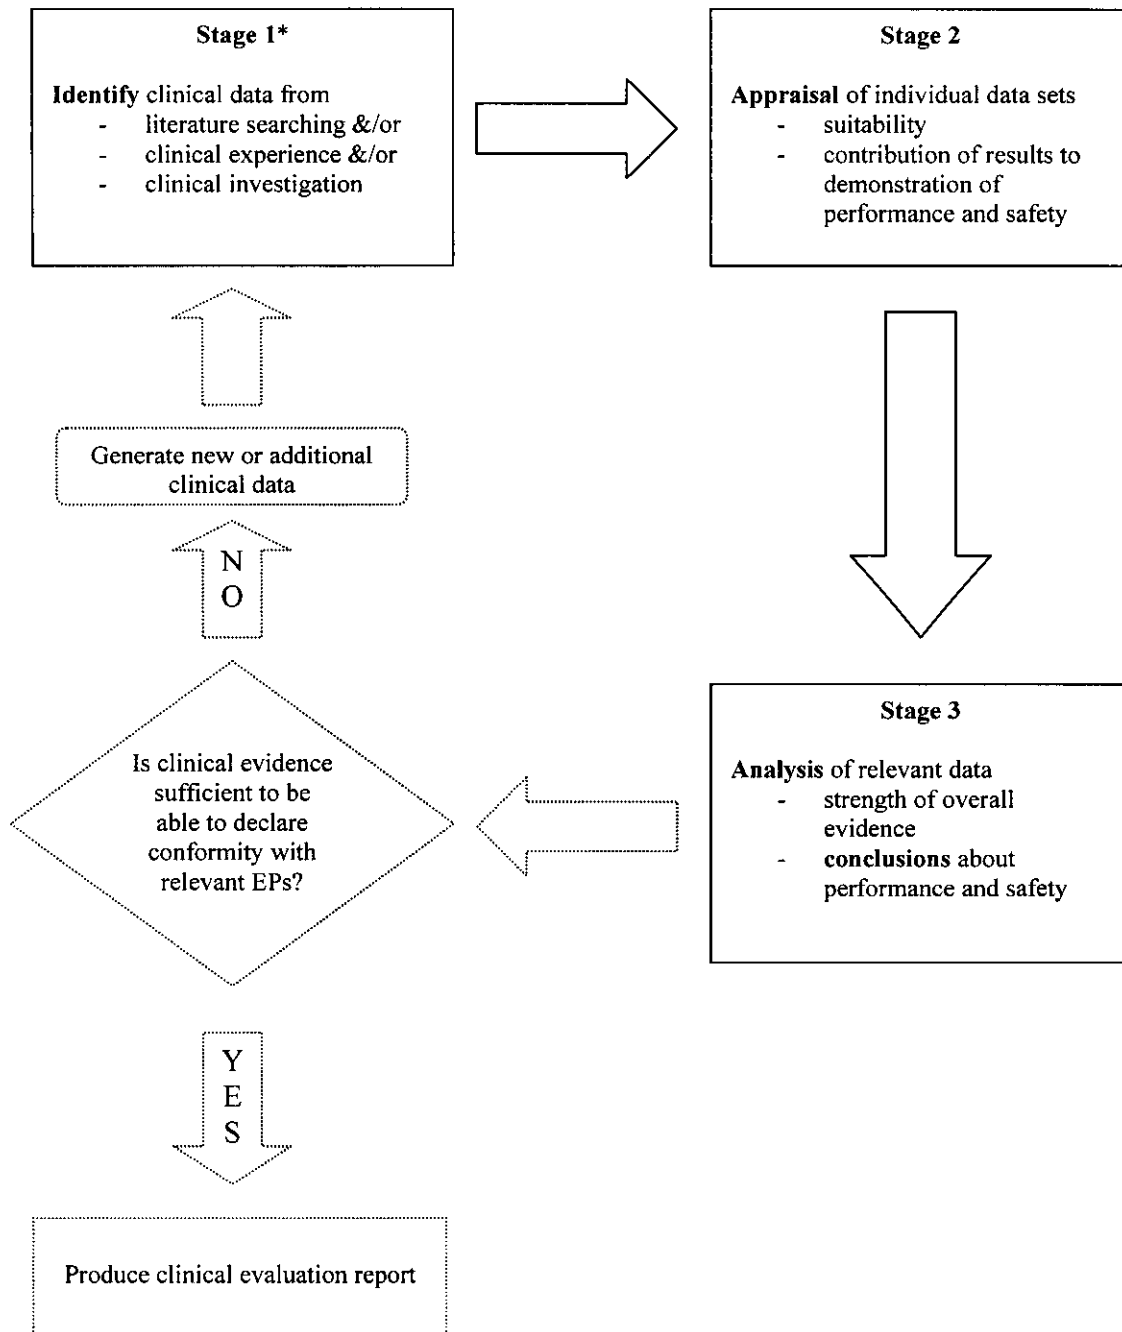 Stage 1*
Identify clinical data from
- literature searching &/or
- clinical experience &/or
- clinical investigation
Stage 2
Appraisal of individual data sets
- suitability
- contribution of results to
demonstration of
performance and safety
Generate new or additional
clinical data
N
O
Is clinical evidence
sufficient to be
able to declare
conformity with
relevant EPs?
Stage 3
Analysis of relevant data
- strength of overall
evidence
- conclusions about
performance and safety
Y
E
S
Produce clinical evaluation report